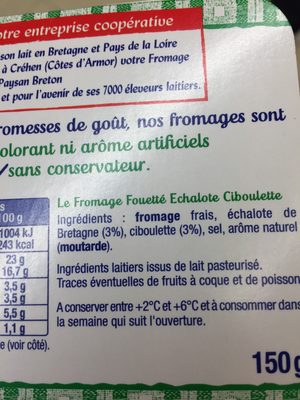 otre entreprise coopérative
son lait en Bretagne et Pays de la Loire
à Créhen (Côtes d'Armor) votre Fromage
Paysan Breton
et pour l'avenir de ses 7000 éleveurs laitiers.
romesses de goût, nos fromages sont
olorant ni arôme artificiels
✓sans conservateur.
Le Fromage Fouetté Echalote Ciboulette
Ingrédients : fromage frais, échalote de
Bretagne (3%), ciboulette (3%), sel, arôme naturel
(moutarde).
Ingrédients laitiers issus de lait pasteurisé.
Traces éventuelles de fruits à coque et de poisson
A conserver entre +2°C et +6°C et à consommer dans
la semaine qui suit l'ouverture.
150g
s
00 g
1004 kJ
243 kcal
23 g
16,7 g
3,5 g
3,5 g
5,5 g
1,1 g
e (voir côté).